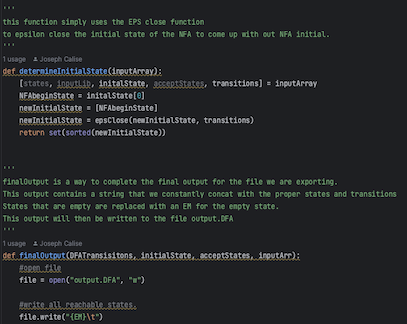 '''
this function simply uses the EPS close function
to epsilon close the initial state of the NFA to come up with out NFA initial.
'''
1 usage Joseph Calise
def determineInitialState(inputArray):
[states, inputLib, initalState, acceptStates, transitions] = inputArray
NFAbeginState = initalState[0]
newInitialState = [NFAbeginState]
newInitialState = epsClose(newInitialState, transitions)
return set(sorted(newInitialState))
'''
finalOutput is a way to complete the final output for the file we are exporting.
This output contains a string that we constantly concat with the proper states and transitions
States that are empty are replaced with an EM for the empty state.
This output will then be written to the file output.DFA
'''
1 usage Joseph Calise
def finalOutput(DFATransisitons, initialState, acceptStates, inputArr):
#open file
file = open("output.DFA", "w")
#write all reachable states.
file.write("{EM}\t")